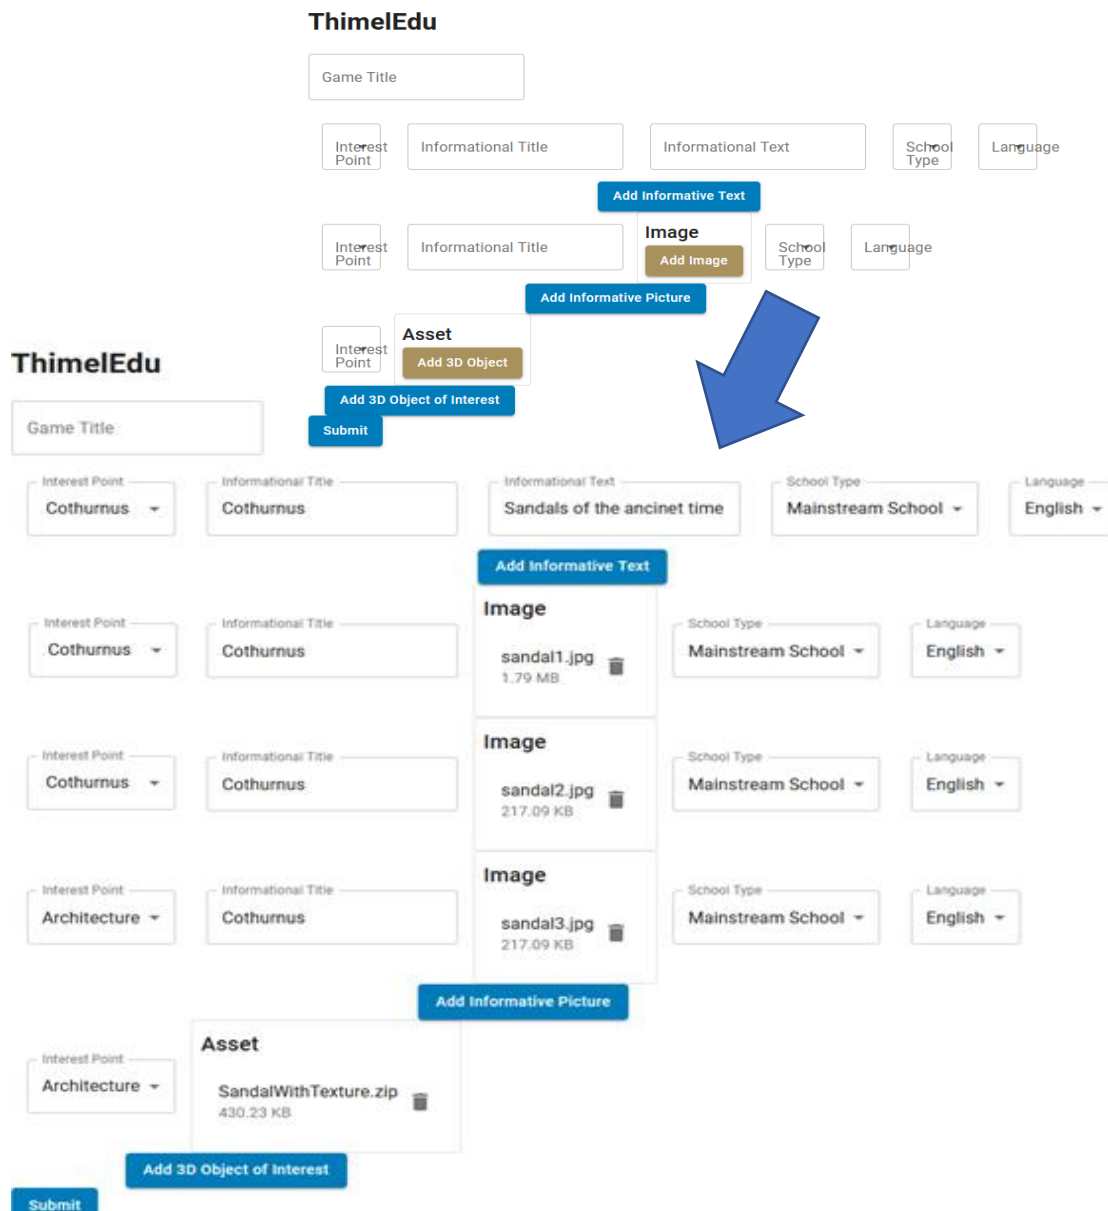 ThimelEdu
Game Title
Interest Point
Informational Title
Informational Text
School Type
Language
Add Informative Text
Interest Point
Informational Title
Image
Add Image
School Type
Language
Add Informative Picture
Interest Point
Asset
Add 3D Object
Add 3D Object of Interest
Submit
ThimelEdu
Game Title
Interest Point
Cothurnus
Informational Title
Cothurnus
Informational Text
Sandals of the ancinet time
School Type
Mainstream School
Language
English
Add Informative Text
Interest Point
Cothurnus
Informational Title
Cothurnus
Image
sandal1.jpg
1.79 MB
School Type
Mainstream School
Language
English
Interest Point
Cothurnus
Informational Title
Cothurnus
Image
sandal2.jpg
217.09 KB
School Type
Mainstream School
Language
English
Interest Point
Architecture
Informational Title
Cothurnus
Image
sandal3.jpg
217.09 KB
School Type
Mainstream School
Language
English
Add Informative Picture
Interest Point
Architecture
Asset
SandalWithTexture.zip
430.23 KB
Add 3D Object of Interest
Submit